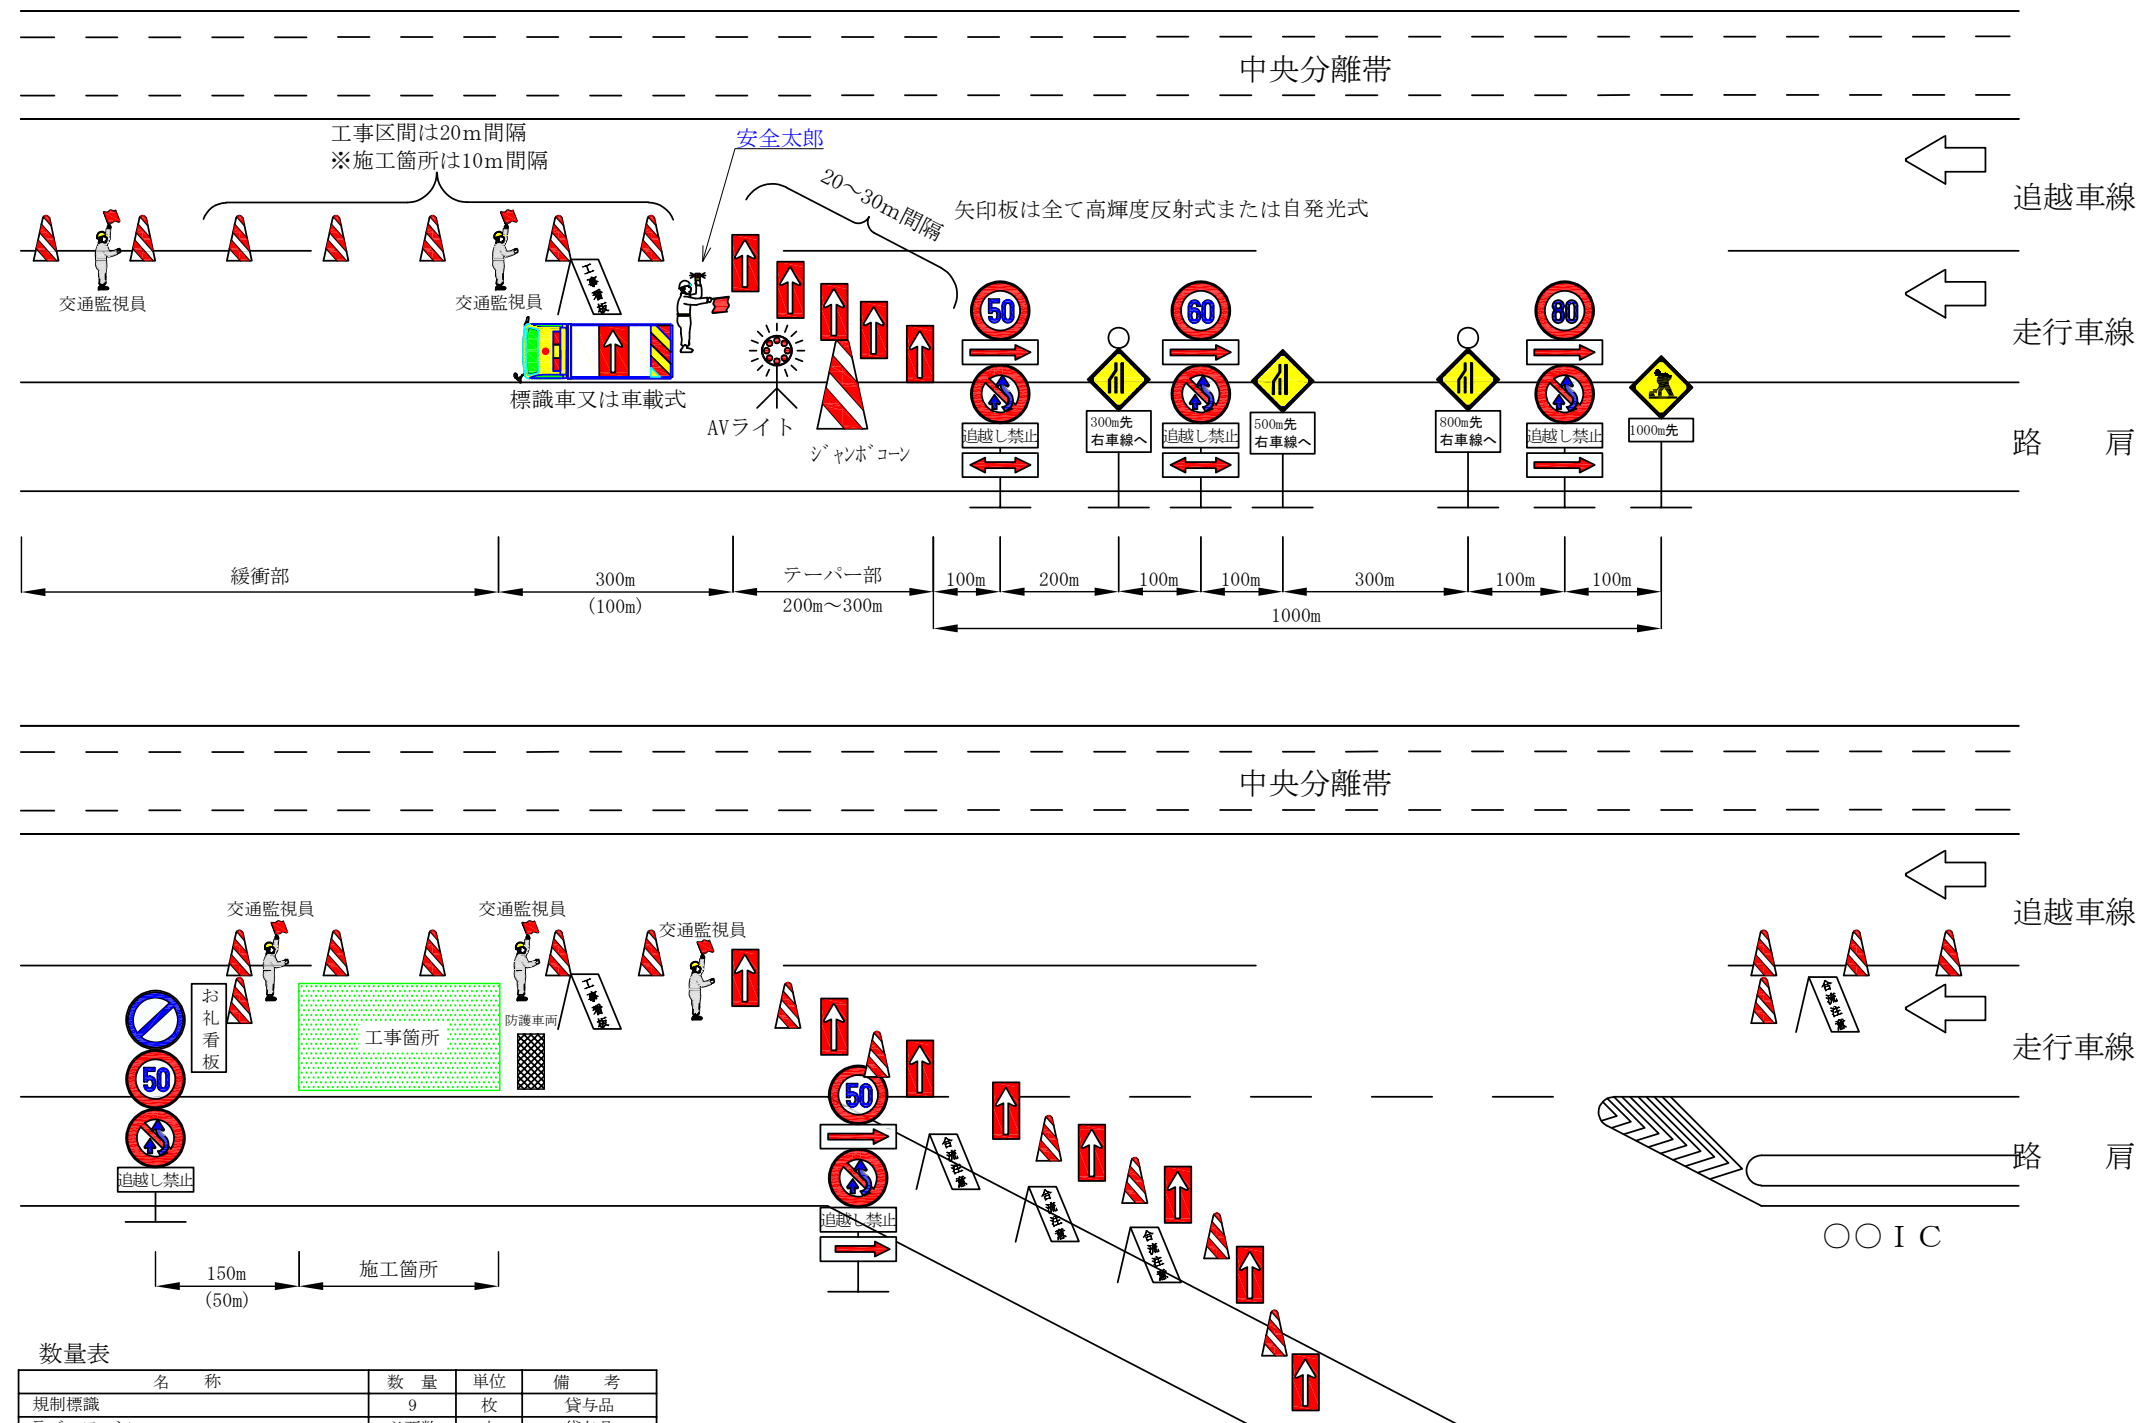 中央分離帯
工事区間は20m間隔
※施工箇所は10m間隔
安全太郎
20～30m間隔
矢印板は全て高輝度反射式または自発光式
追越車線
走行車線
路　肩
交通監視員
交通監視員
工事看板
標識車又は車載式
AVライト
ジャンボコーン
50
追越し禁止
300m先
右車線へ
60
追越し禁止
500m先
右車線へ
800m先
右車線へ
80
追越し禁止
1000m先
緩衝部
300m
(100m)
テーパー部
200m～300m
100m
200m
100m
100m
300m
100m
100m
1000m
中央分離帯
追越車線
走行車線
路　肩
交通監視員
交通監視員
交通監視員
お礼看板
工事箇所
防護車両
工事看板
合流注意
50
追越し禁止
50
追越し禁止
合流注意
合流注意
合流注意
○○ＩＣ
150m
(50m)
施工箇所
数量表
名　称 数　量 単位 備　考
規制標識 9 枚 貸与品